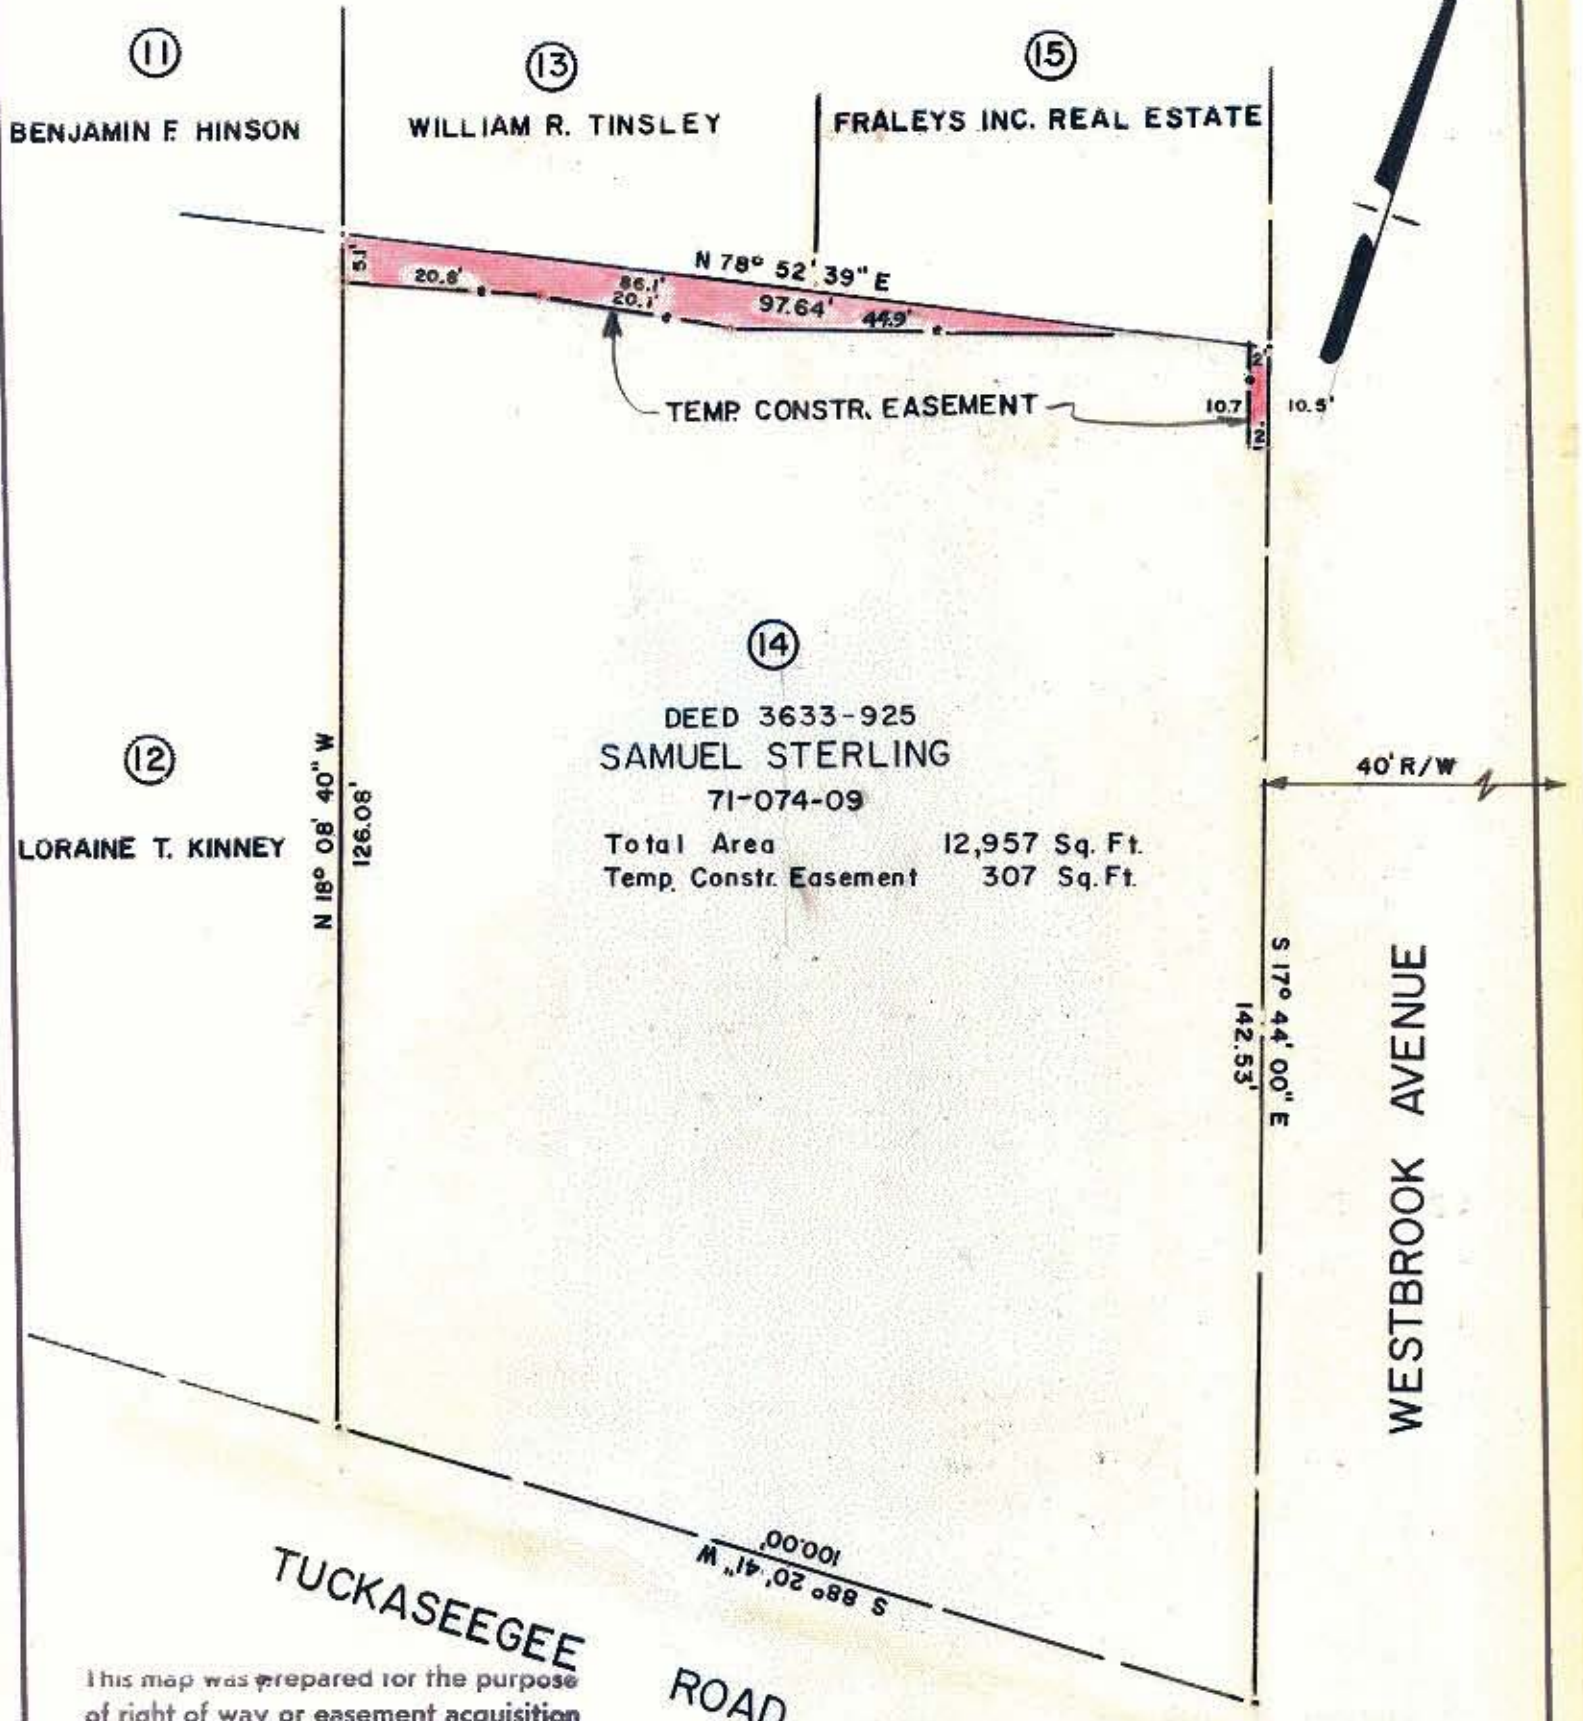 11
BENJAMIN F. HINSON
13
WILLIAM R. TINSLEY
15
FRALEYS INC. REAL ESTATE
N 78° 52' 39" E
97.64'
5.1'
20.8'
86.1'
20.1'
44.9'
2'
10.7
10.5'
2.
TEMP. CONSTR. EASEMENT
14
DEED 3633-925
SAMUEL STERLING
71-074-09
Total Area 12,957 Sq. Ft.
Temp. Constr. Easement 307 Sq. Ft.
12
LORAINE T. KINNEY
N 18° 08' 40" W
126.08'
40' R/W
S 17° 44' 00" E
142.53'
WESTBROOK AVENUE
S 88° 20' 41" W
100.00'
TUCKASEEGEE ROAD
This map was prepared for the purpose
of right of way or easement acquisition